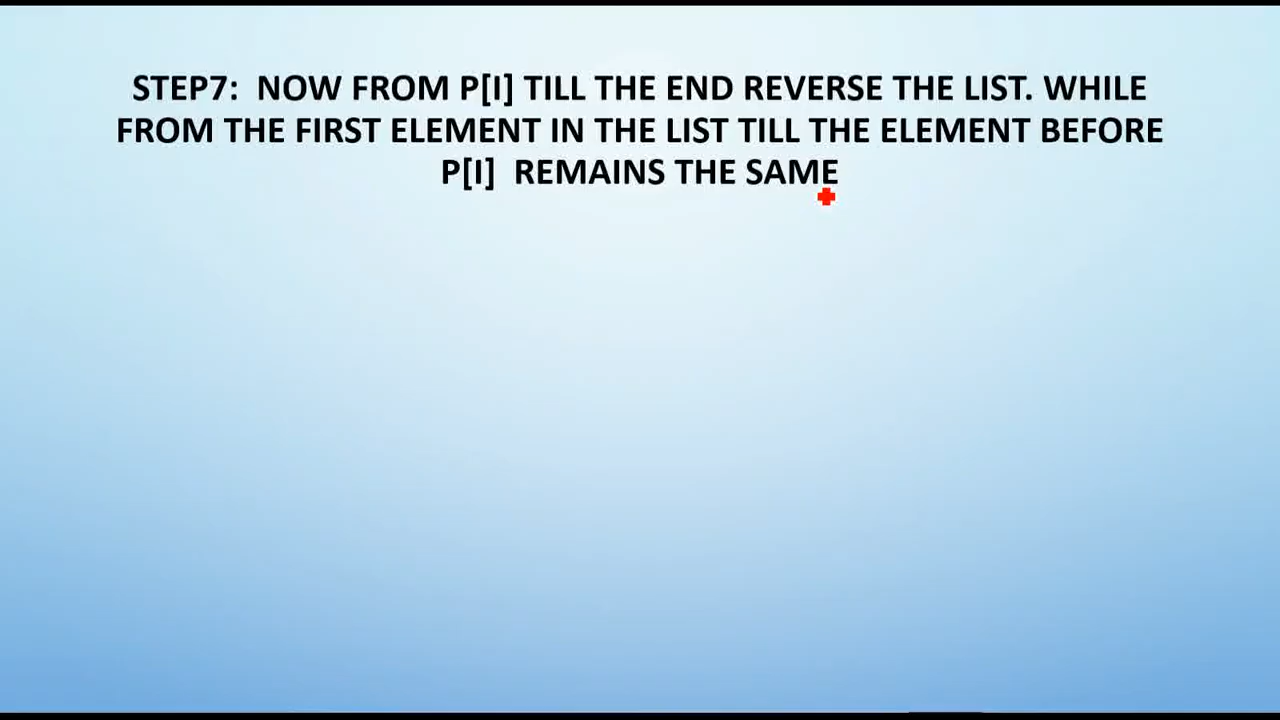 STEP7:  NOW FROM P[I] TILL THE END REVERSE THE LIST. WHILE
FROM THE FIRST ELEMENT IN THE LIST TILL THE ELEMENT BEFORE
P[I]  REMAINS THE SAME